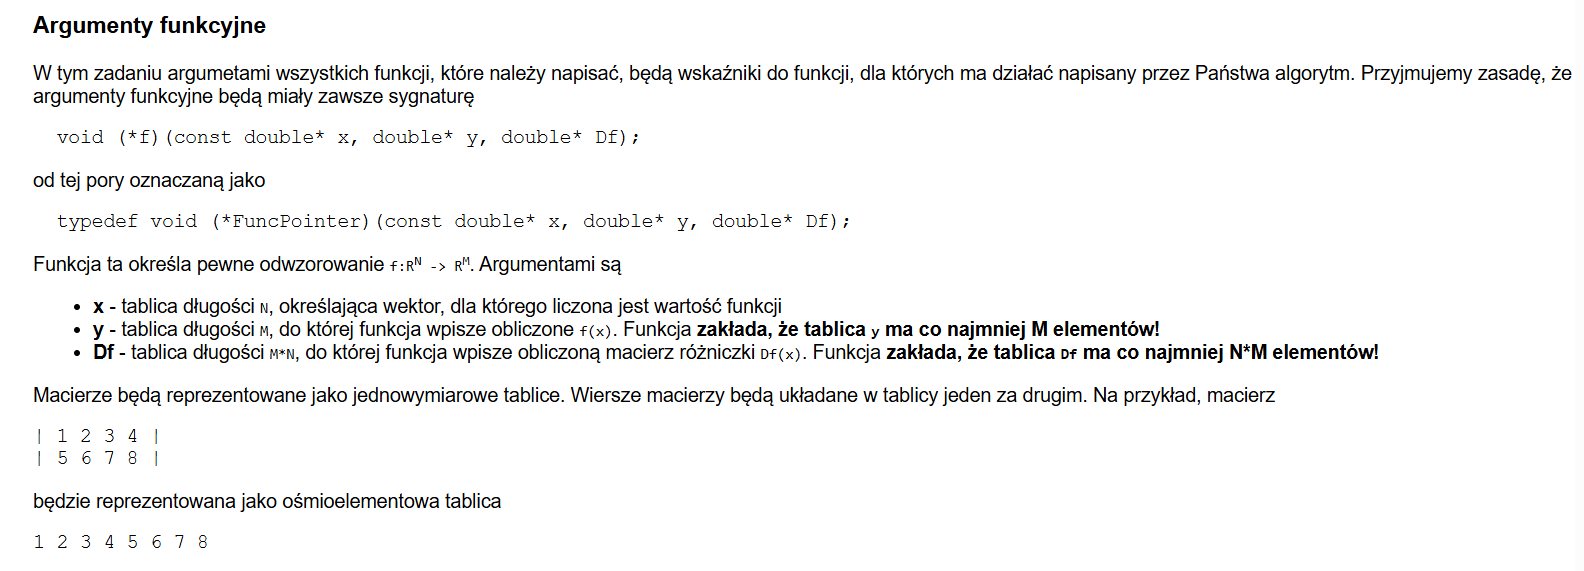 Argumenty funkcyjne
W tym zadaniu argumetami wszystkich funkcji, które należy napisać, będą wskaźniki do funkcji, dla których ma działać napisany przez Państwa algorytm. Przyjmujemy zasadę, że
argumenty funkcyjne będą miały zawsze sygnaturę
void (*f)(const double* x, double* y, double* Df);
od tej pory oznaczaną jako
typedef void (*FuncPointer)(const double* x, double* y, double* Df);
Funkcja ta określa pewne odwzorowanie f:Rᴺ -> Rᴹ. Argumentami są
• x - tablica długości N, określająca wektor, dla którego liczona jest wartość funkcji
• y - tablica długości M, do której funkcja wpisze obliczone f(x). Funkcja zakłada, że tablica y ma co najmniej M elementów!
• Df - tablica długości M*N, do której funkcja wpisze obliczoną macierz różniczki Df(x). Funkcja zakłada, że tablica Df ma co najmniej N*M elementów!
Macierze będą reprezentowane jako jednowymiarowe tablice. Wiersze macierzy będą układane w tablicy jeden za drugim. Na przykład, macierz
| 1 2 3 4 |
| 5 6 7 8 |
będzie reprezentowana jako ośmioelementowa tablica
1 2 3 4 5 6 7 8